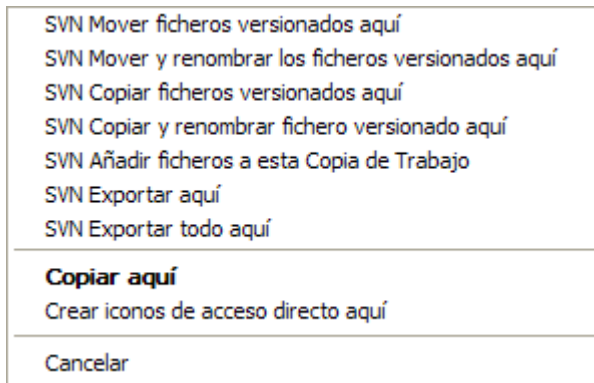 SVN Mover ficheros versionados aquí
SVN Mover y renombrar los ficheros versionados aquí
SVN Copiar ficheros versionados aquí
SVN Copiar y renombrar fichero versionado aquí
SVN Añadir ficheros a esta Copia de Trabajo
SVN Exportar aquí
SVN Exportar todo aquí
Copiar aquí
Crear iconos de acceso directo aquí
Cancelar